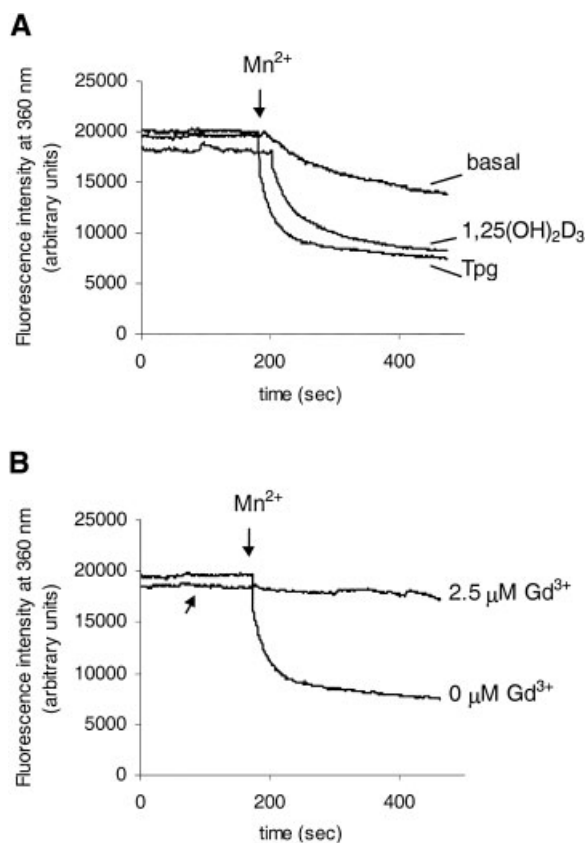 A
Mn²⁺
Fluorescence intensity at 360 nm
(arbitrary units)
25000
20000
15000
10000
5000
0
basal
1,25(OH)₂D₃
Tpg
0
200
400
time (sec)
B
Mn²⁺
Fluorescence intensity at 360 nm
(arbitrary units)
25000
20000
15000
10000
5000
0
2.5 μM Gd³⁺
0 μM Gd³⁺
0
200
400
time (sec)